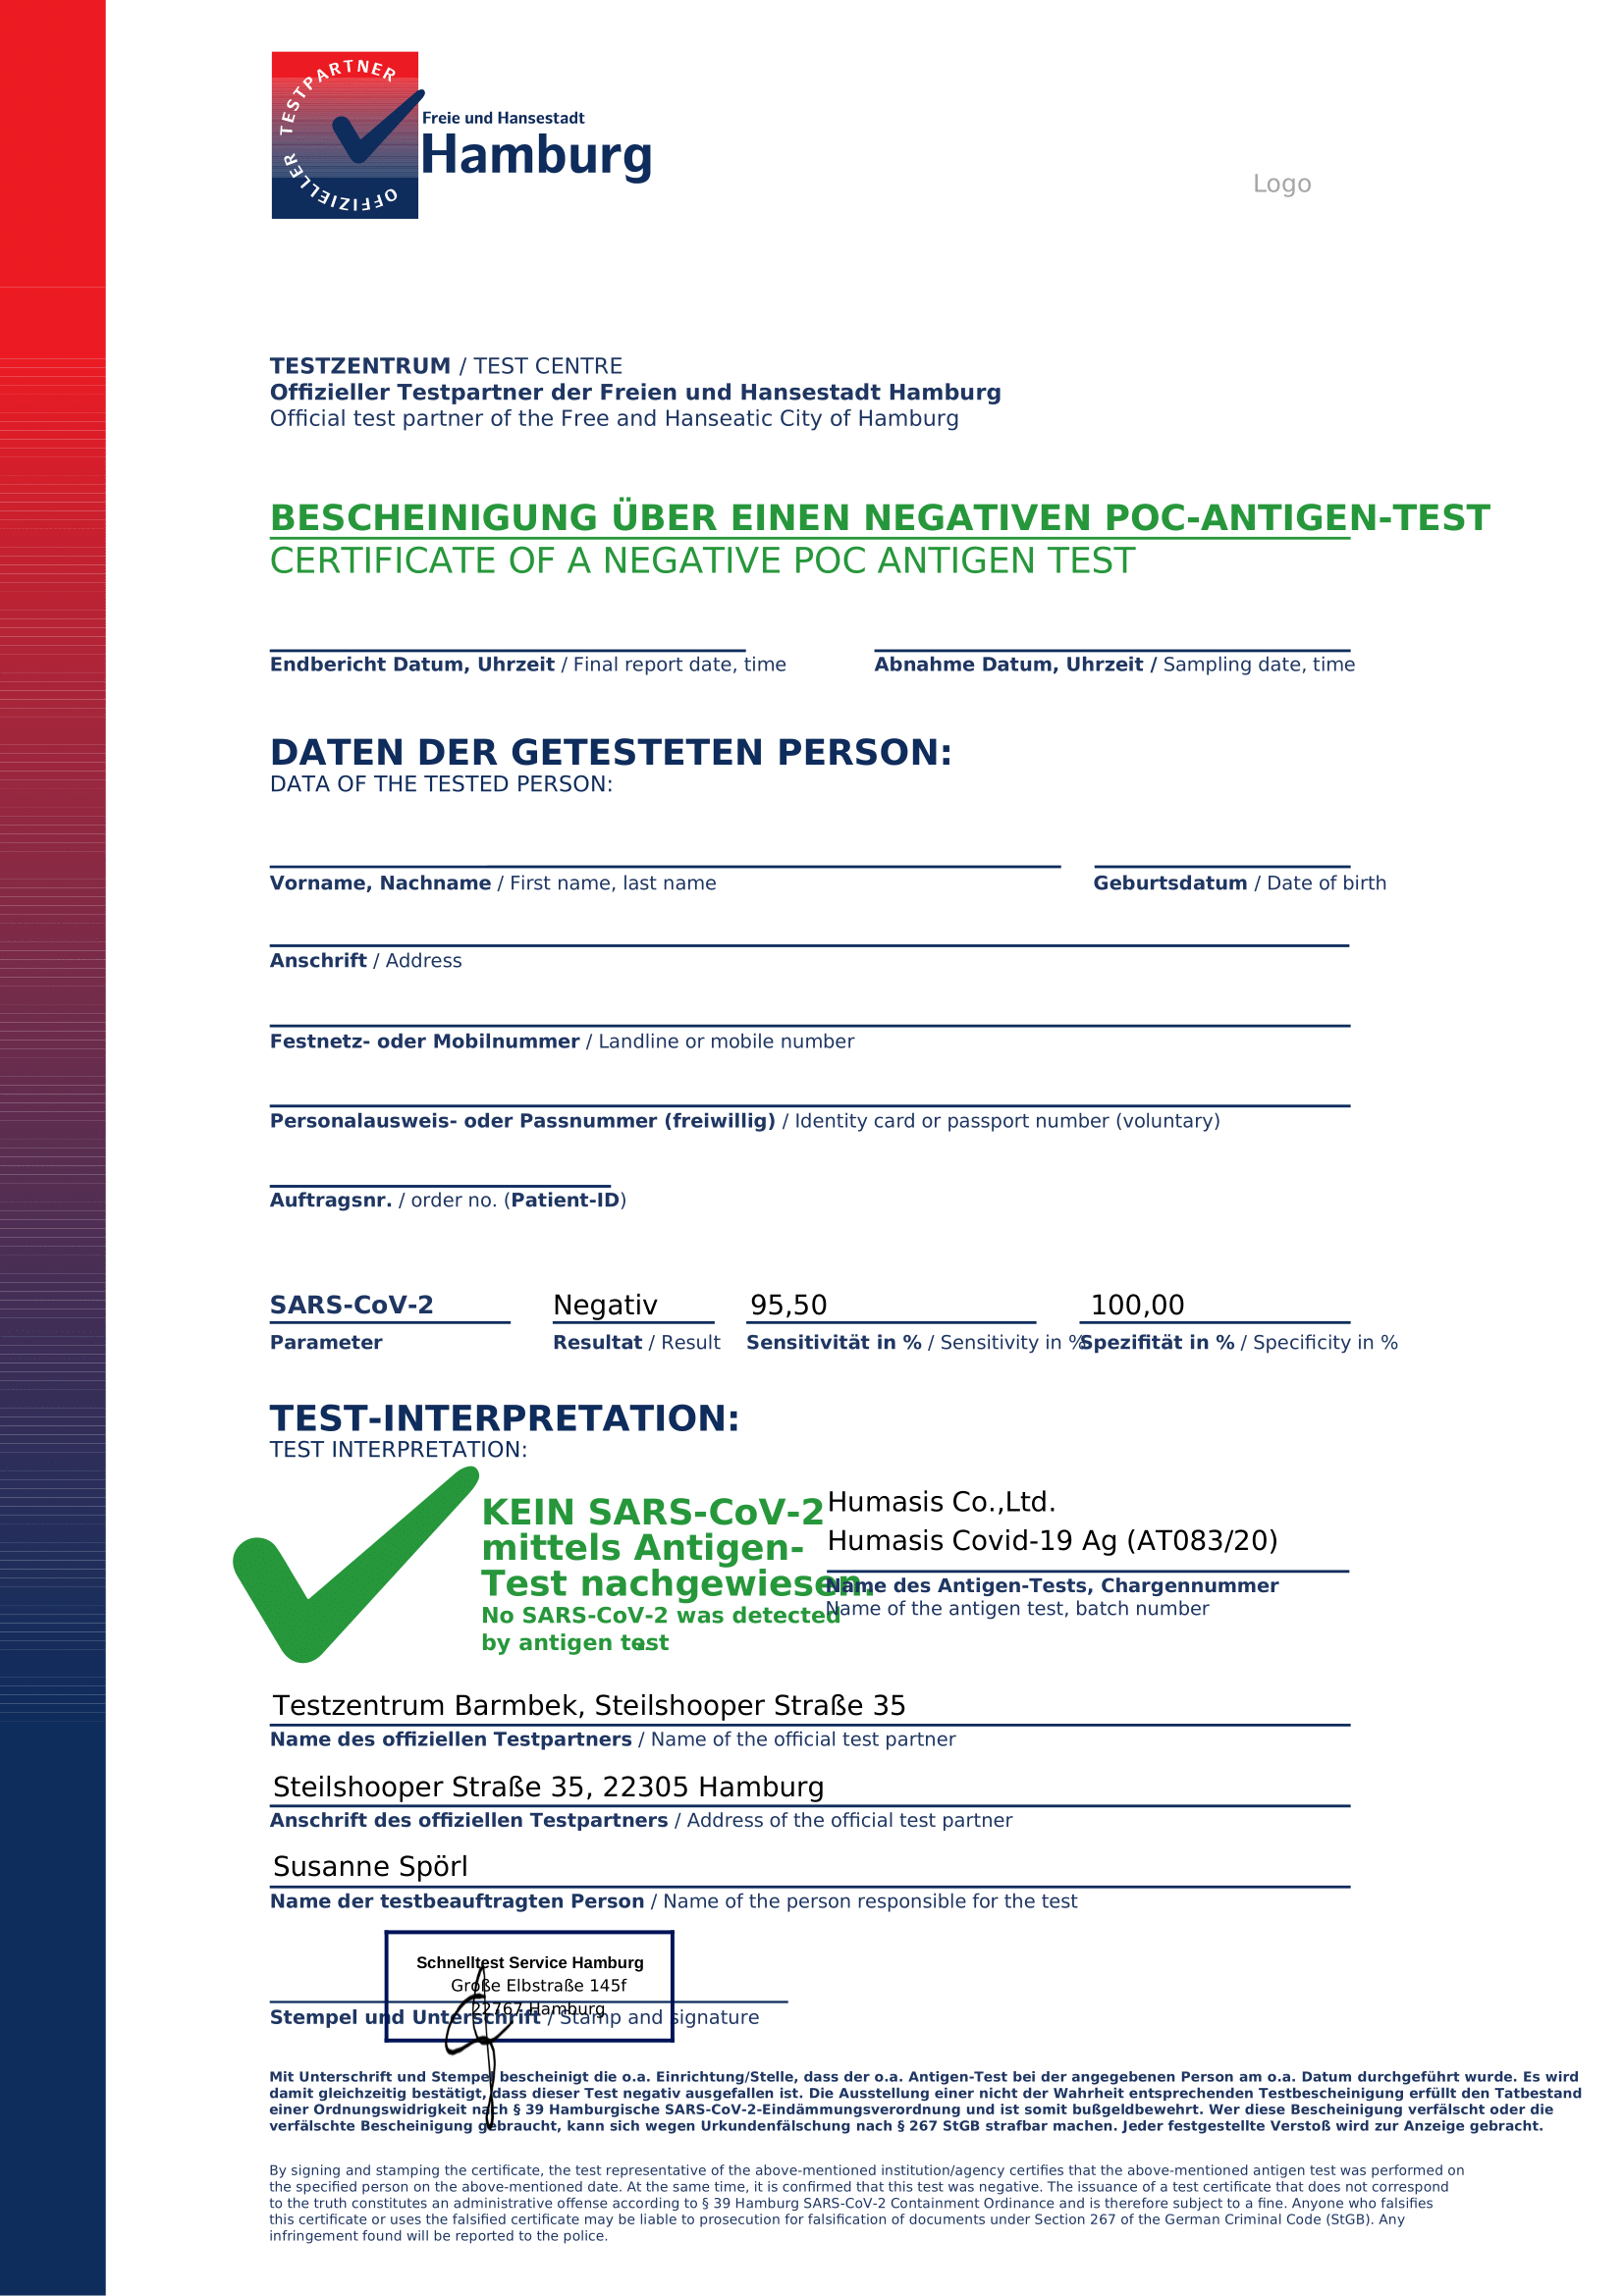 OFFIZIELLER TESTPARTNER
Freie und Hansestadt
Hamburg
Logo
TESTZENTRUM / TEST CENTRE
Offizieller Testpartner der Freien und Hansestadt Hamburg
Official test partner of the Free and Hanseatic City of Hamburg
BESCHEINIGUNG ÜBER EINEN NEGATIVEN POC-ANTIGEN-TEST
CERTIFICATE OF A NEGATIVE POC ANTIGEN TEST
Endbericht Datum, Uhrzeit / Final report date, time Abnahme Datum, Uhrzeit / Sampling date, time
DATEN DER GETESTETEN PERSON:
DATA OF THE TESTED PERSON:
Vorname, Nachname / First name, last name Geburtsdatum / Date of birth
Anschrift / Address
Festnetz- oder Mobilnummer / Landline or mobile number
Personalausweis- oder Passnummer (freiwillig) / Identity card or passport number (voluntary)
Auftragsnr. / order no. (Patient-ID)
SARS-CoV-2 Negativ 95,50 100,00
Parameter Resultat / Result Sensitivität in % / Sensitivity in % Spezifität in % / Specificity in %
TEST-INTERPRETATION:
TEST INTERPRETATION:
KEIN SARS-CoV-2
mittels Antigen-
Test nachgewiesen.
No SARS-CoV-2 was detected
by antigen test.
Humasis Co.,Ltd.
Humasis Covid-19 Ag (AT083/20)
Name des Antigen-Tests, Chargennummer
Name of the antigen test, batch number
Testzentrum Barmbek, Steilshooper Straße 35
Name des offiziellen Testpartners / Name of the official test partner
Steilshooper Straße 35, 22305 Hamburg
Anschrift des offiziellen Testpartners / Address of the official test partner
Susanne Spörl
Name der testbeauftragten Person / Name of the person responsible for the test
Schnelltest Service Hamburg
Große Elbstraße 145f
22767 Hamburg
Stempel und Unterschrift / Stamp and signature
Mit Unterschrift und Stempel bescheinigt die o.a. Einrichtung/Stelle, dass der o.a. Antigen-Test bei der angegebenen Person am o.a. Datum durchgeführt wurde. Es wird
damit gleichzeitig bestätigt, dass dieser Test negativ ausgefallen ist. Die Ausstellung einer nicht der Wahrheit entsprechenden Testbescheinigung erfüllt den Tatbestand
einer Ordnungswidrigkeit nach § 39 Hamburgische SARS-CoV-2-Eindämmungsverordnung und ist somit bußgeldbewehrt. Wer diese Bescheinigung verfälscht oder die
verfälschte Bescheinigung gebraucht, kann sich wegen Urkundenfälschung nach § 267 StGB strafbar machen. Jeder festgestellte Verstoß wird zur Anzeige gebracht.
By signing and stamping the certificate, the test representative of the above-mentioned institution/agency certifies that the above-mentioned antigen test was performed on
the specified person on the above-mentioned date. At the same time, it is confirmed that this test was negative. The issuance of a test certificate that does not correspond
to the truth constitutes an administrative offense according to § 39 Hamburg SARS-CoV-2 Containment Ordinance and is therefore subject to a fine. Anyone who falsifies
this certificate or uses the falsified certificate may be liable to prosecution for falsification of documents under Section 267 of the German Criminal Code (StGB). Any
infringement found will be reported to the police.